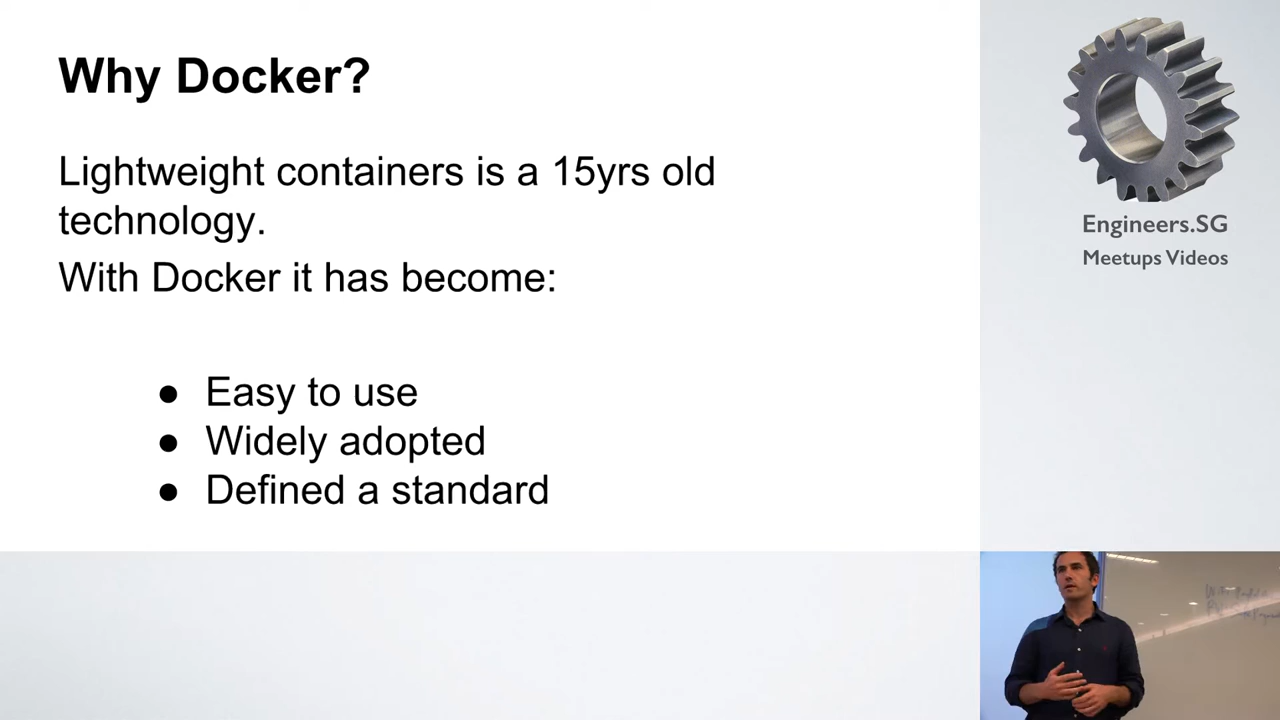 Why Docker?
Lightweight containers is a 15yrs old
technology.
With Docker it has become:
● Easy to use
● Widely adopted
● Defined a standard
Engineers.SG
Meetups Videos